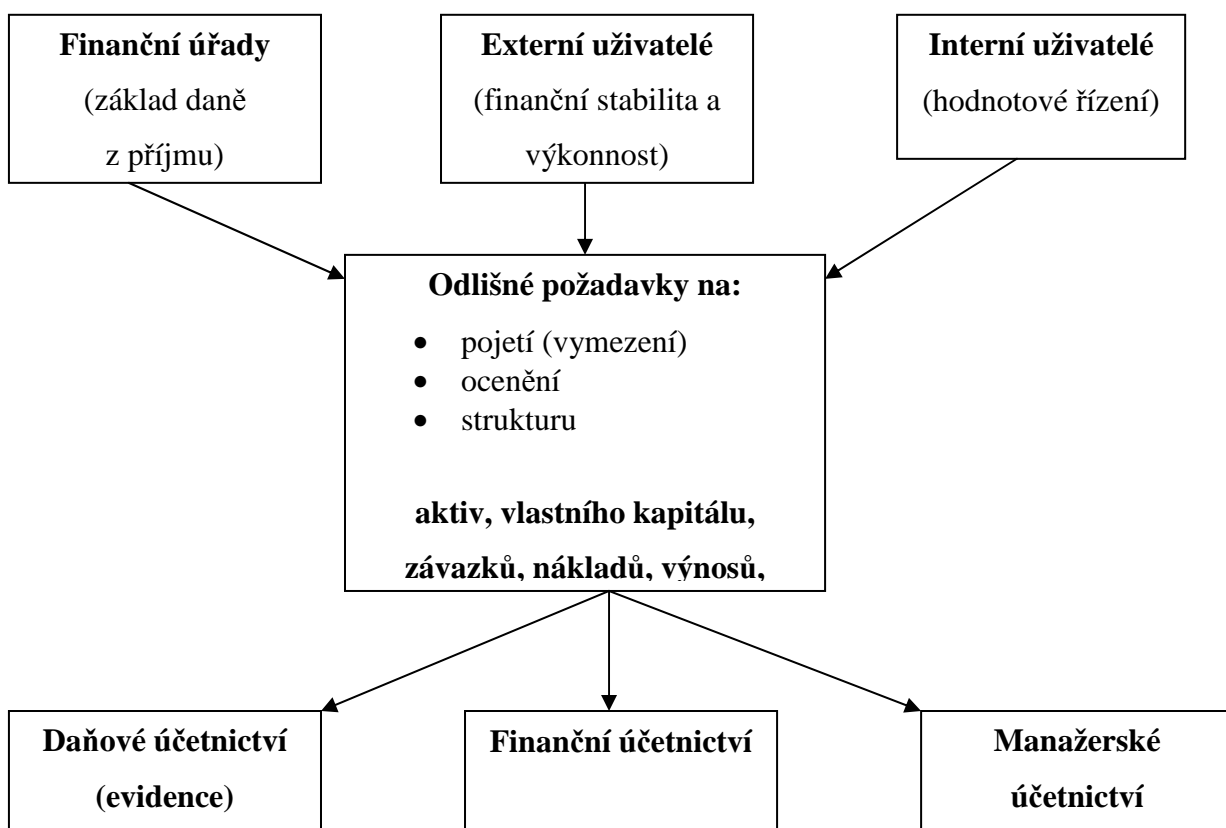 Finanční úřady
(základ daně
z příjmu)
Externí uživatelé
(finanční stabilita a
výkonnost)
Interní uživatelé
(hodnotové řízení)
Odlišné požadavky na:
• pojetí (vymezení)
• ocenění
• strukturu
aktiv, vlastního kapitálu,
závazků, nákladů, výnosů,
Daňové účetnictví
(evidence)
Finanční účetnictví
Manažerské
účetnictví